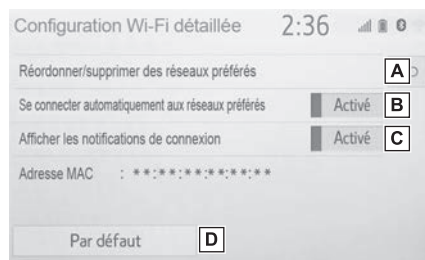 Configuration Wi-Fi détaillée 2:36
Réordonner/supprimer des réseaux préférés A
Se connecter automatiquement aux réseaux préférés Activé B
Afficher les notifications de connexion Activé C
Adresse MAC : **:**:**:**:**:**
Par défaut D